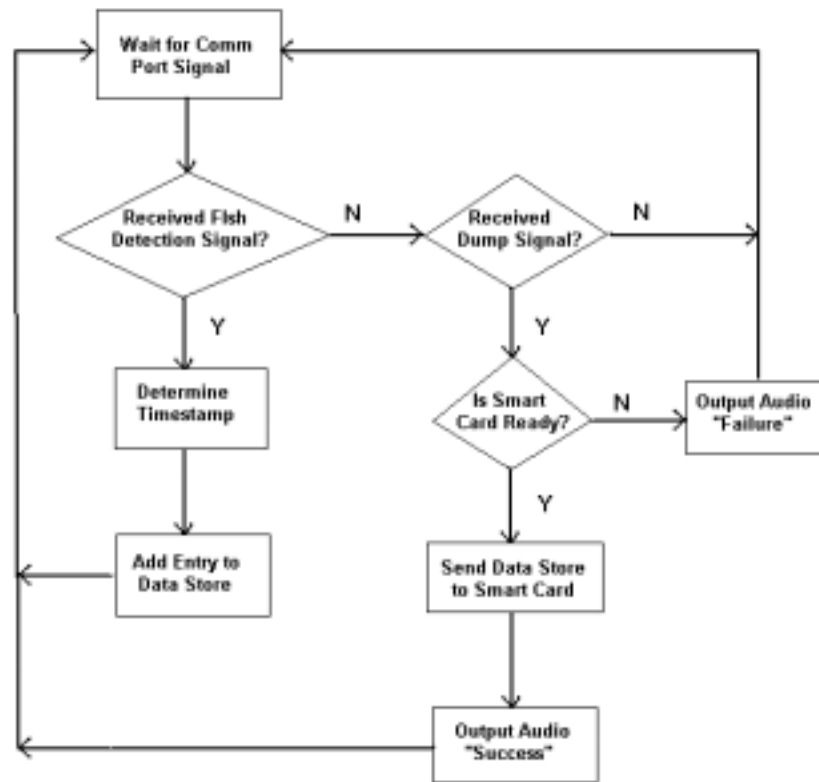 Wait for Comm
Port Signal
Received FIsh
Detection Signal?
N
Received
Dump Signal?
N
Y
Y
Determine
Timestamp
Is Smart
Card Ready?
N
Output Audio
"Failure"
Y
Add Entry to
Data Store
Send Data Store
to Smart Card
Output Audio
"Success"